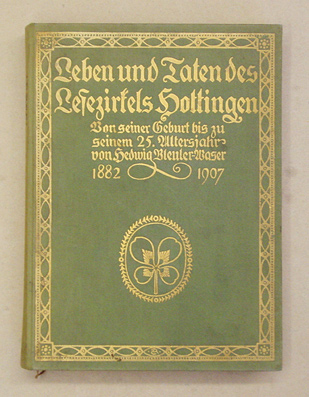 Leben und Taten des
Lesezirkels Hottingen
Von seiner Geburt bis zu
seinem 25. Altersjahr
von Hedwig Bleuler-Waser
1882 1907